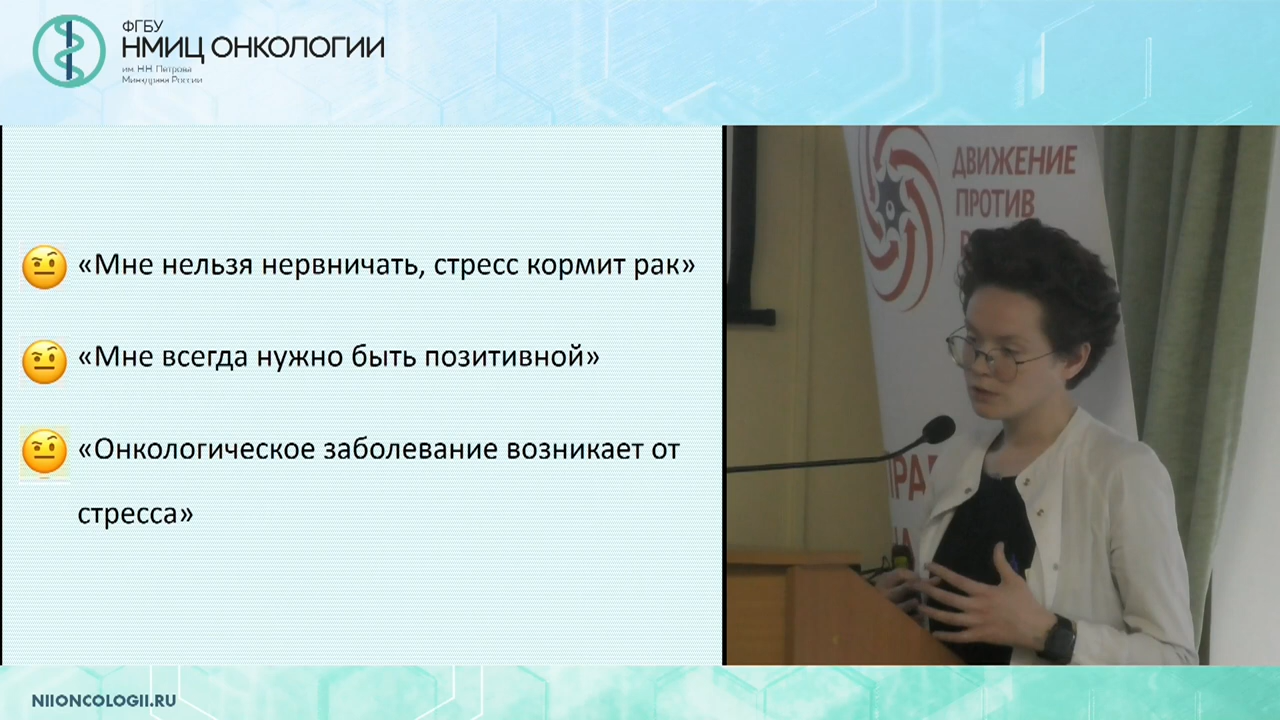 ФГБУ
НМИЦ ОНКОЛОГИИ
им. Н.Н. Петрова
Минздрава России
«Мне нельзя нервничать, стресс кормит рак»
«Мне всегда нужно быть позитивной»
«Онкологическое заболевание возникает от
стресса»
ДВИЖЕНИЕ
ПРОТИВ
NIIONCOLOGII.RU